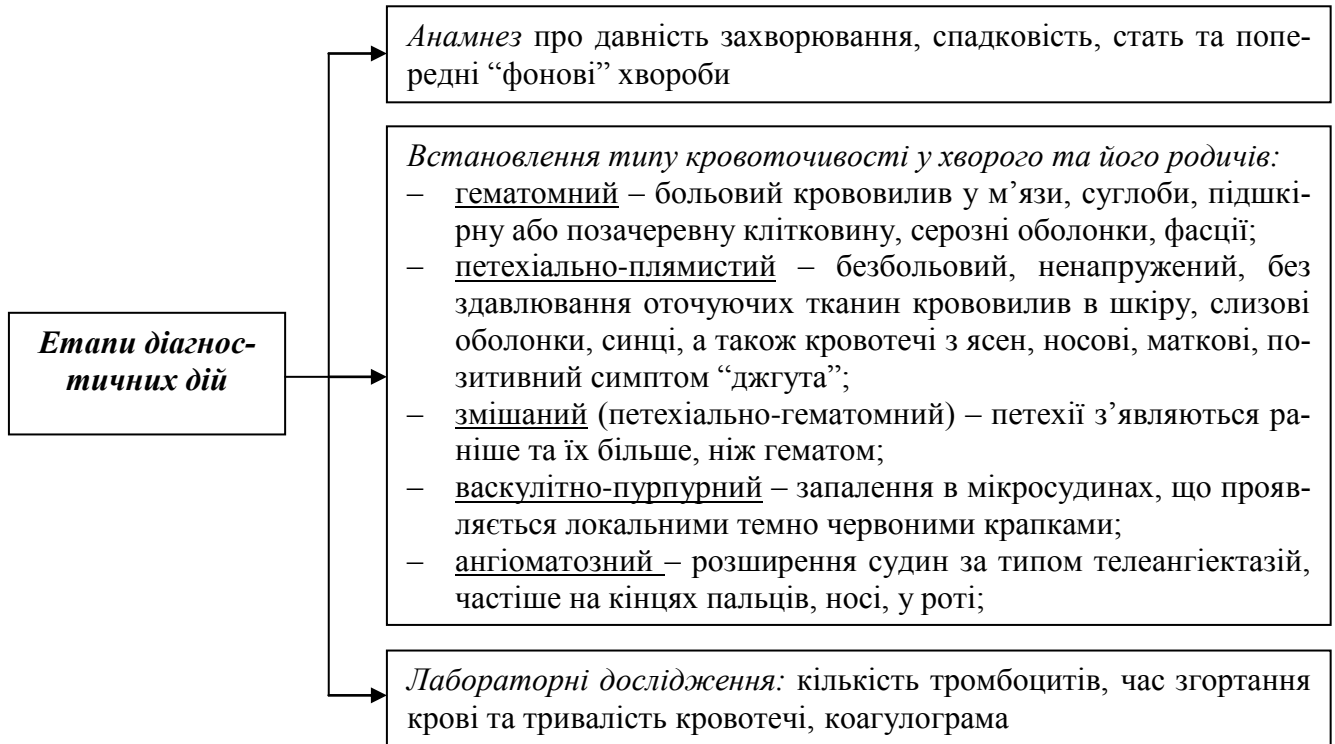 Анамнез про давність захворювання, спадковість, стать та попе-
редні “фонові” хвороби
Встановлення типу кровоточивості у хворого та його родичів:
– гематомний – больовий крововилив у м’язи, суглоби, підшкі-
рну або позачеревну клітковину, серозні оболонки, фасції;
– петехіально-плямистий – безбольовий, ненапружений, без
здавлювання оточуючих тканин крововилив в шкіру, слизові
оболонки, синці, а також кровотечі з ясен, носові, маткові, по-
зитивний симптом “джгута”;
– змішаний (петехіально-гематомний) – петехії з’являються ра-
ніше та їх більше, ніж гематом;
– васкулітно-пурпурний – запалення в мікросудинах, що прояв-
ляється локальними темно червоними крапками;
– ангіоматозний – розширення судин за типом телеангіектазій,
частіше на кінцях пальців, носі, у роті;
Етапи діагнос-
тичних дій
Лабораторні дослідження: кількість тромбоцитів, час згортання
крові та тривалість кровотечі, коагулограма